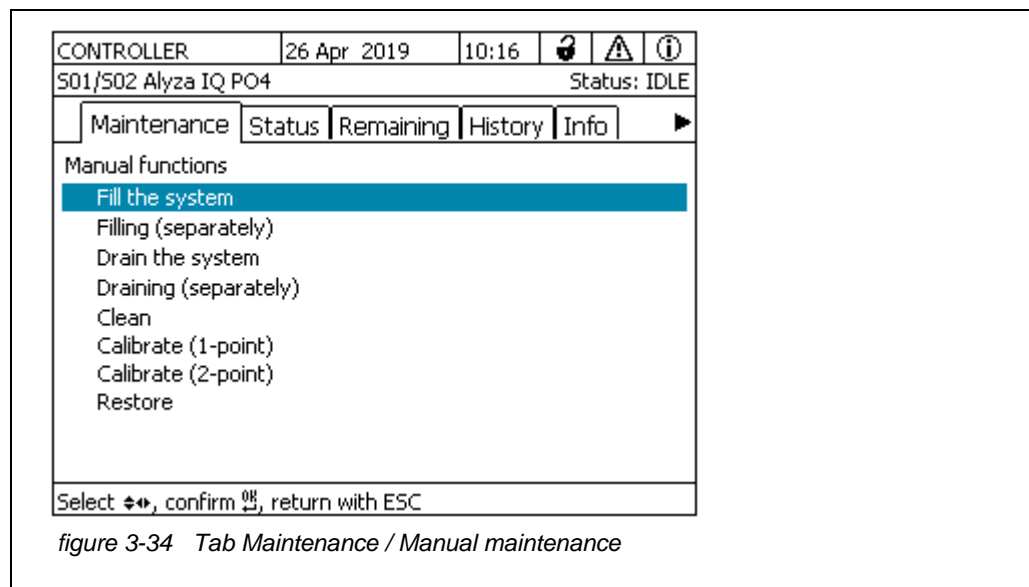 CONTROLLER 26 Apr 2019 10:16
S01/S02 Alyza IQ PO4 Status: IDLE
Maintenance Status Remaining History Info
Manual functions
Fill the system
Filling (separately)
Drain the system
Draining (separately)
Clean
Calibrate (1-point)
Calibrate (2-point)
Restore
Select, confirm OK, return with ESC
figure 3-34 Tab Maintenance / Manual maintenance